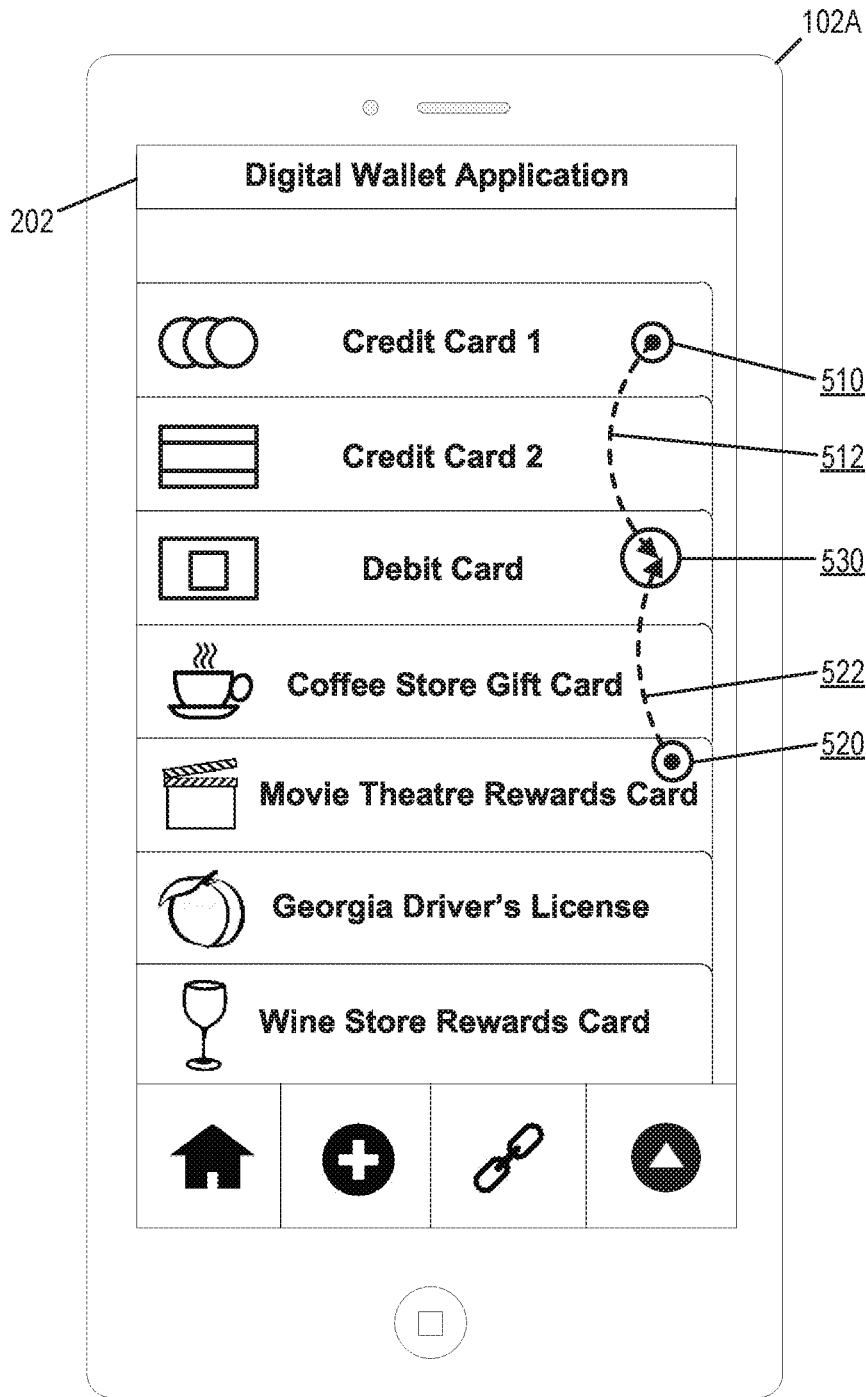 102A
Digital Wallet Application
202
Credit Card 1
510
Credit Card 2
512
Debit Card
530
Coffee Store Gift Card
522
520
Movie Theatre Rewards Card
Georgia Driver's License
Wine Store Rewards Card